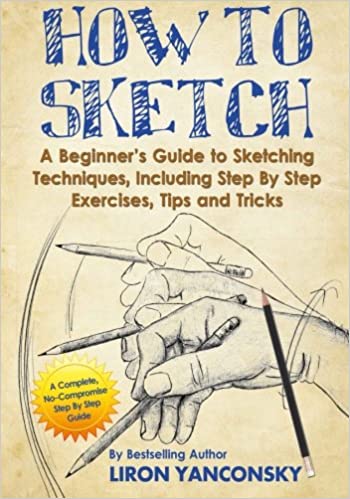 HOW TO
SKETCH
A Beginner's Guide to Sketching
Techniques, Including Step By Step
Exercises, Tips and Tricks
A Complete,
No-Compromise
Step By Step
Guide
By Bestselling Author
LIRON YANCONSKY